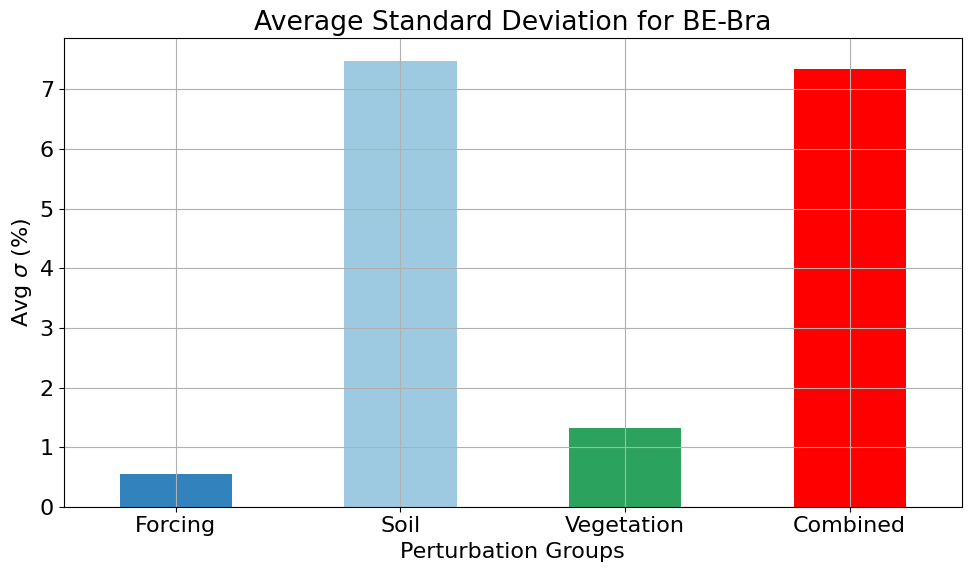 Average Standard Deviation for BE-Bra
Avg σ (%)
7
6
5
4
3
2
1
0
Forcing Soil Vegetation Combined
Perturbation Groups